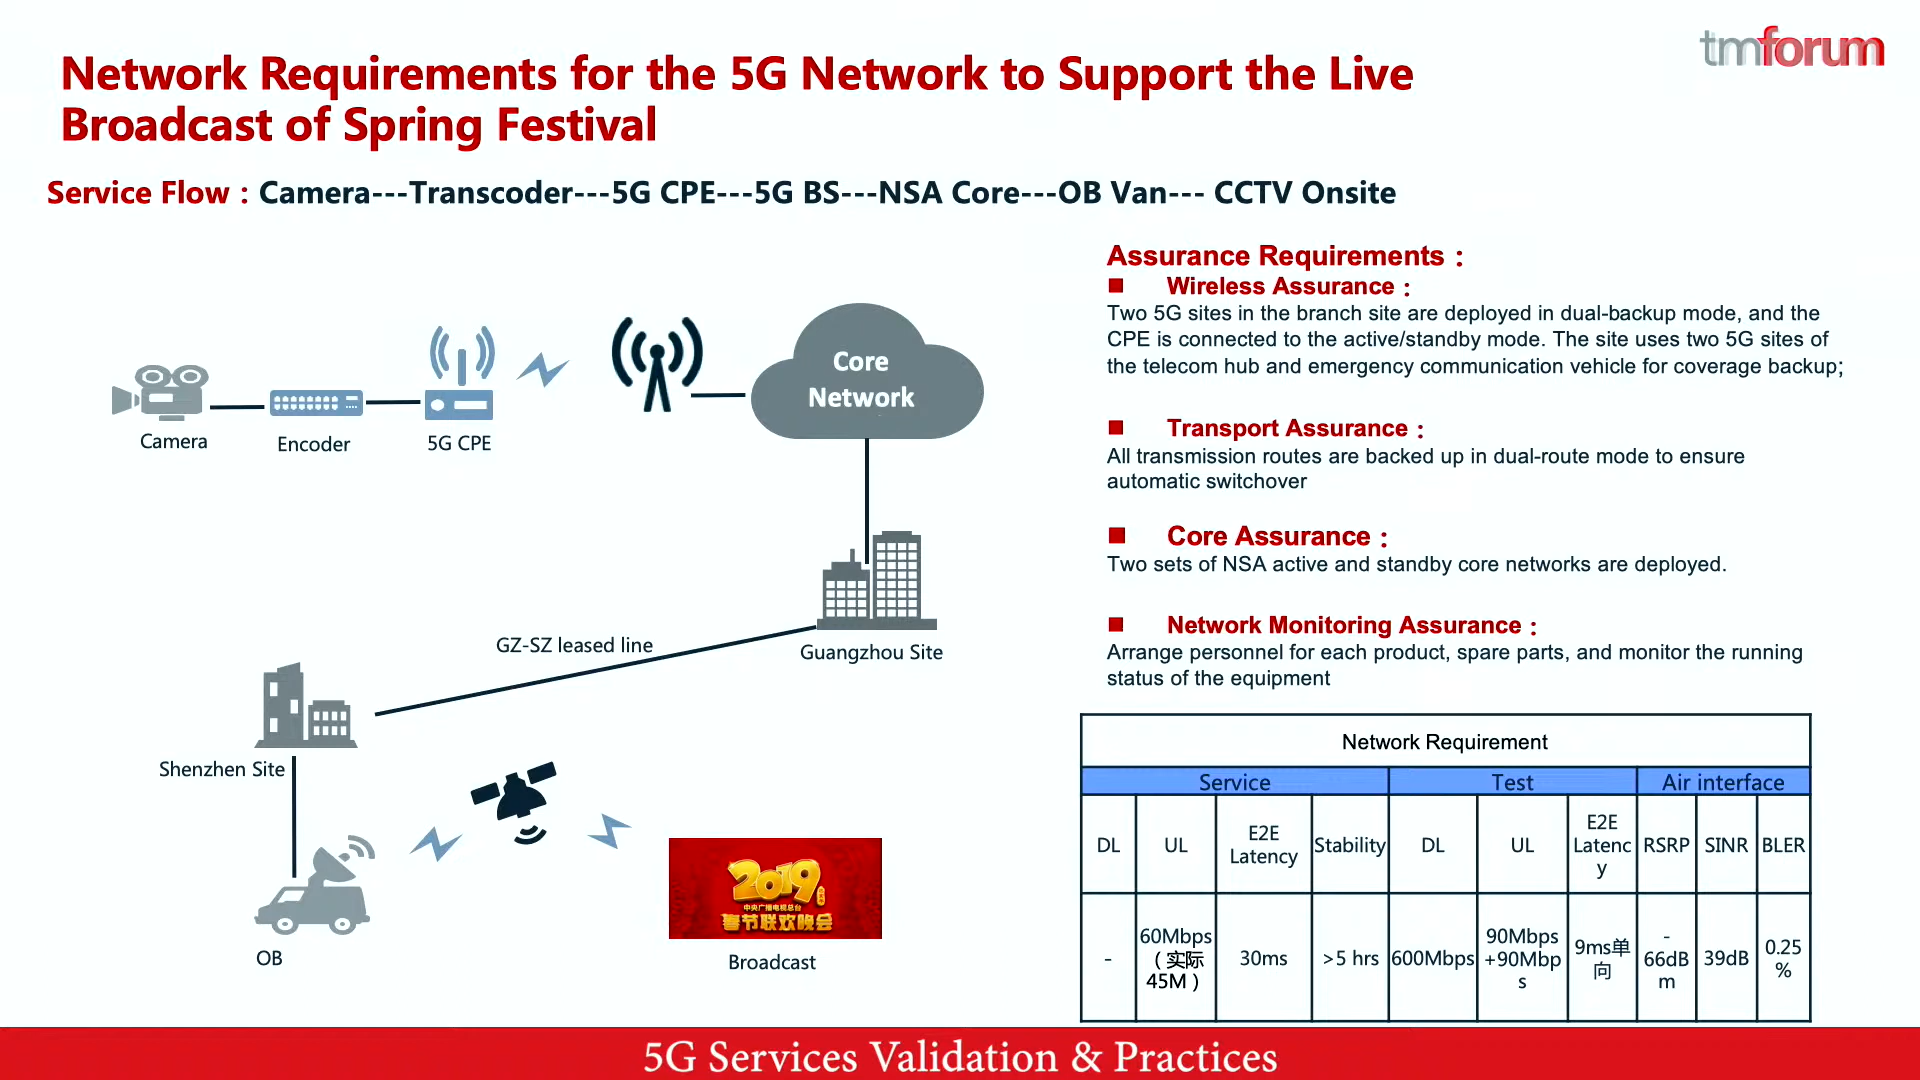 tmforum
Network Requirements for the 5G Network to Support the Live
Broadcast of Spring Festival
Service Flow：Camera---Transcoder---5G CPE---5G BS---NSA Core---OB Van--- CCTV Onsite
Camera
Encoder
5G CPE
Core
Network
Guangzhou Site
GZ-SZ leased line
Shenzhen Site
OB
2019
中央广播电视总台
春节联欢晚会
Broadcast
Assurance Requirements：
Wireless Assurance：
Two 5G sites in the branch site are deployed in dual-backup mode, and the
CPE is connected to the active/standby mode. The site uses two 5G sites of
the telecom hub and emergency communication vehicle for coverage backup;
Transport Assurance：
All transmission routes are backed up in dual-route mode to ensure
automatic switchover
Core Assurance：
Two sets of NSA active and standby core networks are deployed.
Network Monitoring Assurance：
Arrange personnel for each product, spare parts, and monitor the running
status of the equipment
Network Requirement
Service Test Air interface
DL
UL
E2E
Latency
Stability
DL
UL
E2E
Latenc
y
RSRP
SINR
BLER
-
60Mbps
（实际
45M）
30ms
>5 hrs
600Mbps
90Mbps
+90Mbp
s
9ms单
向
-
66dB
m
39dB
0.25
%
5G Services Validation & Practices